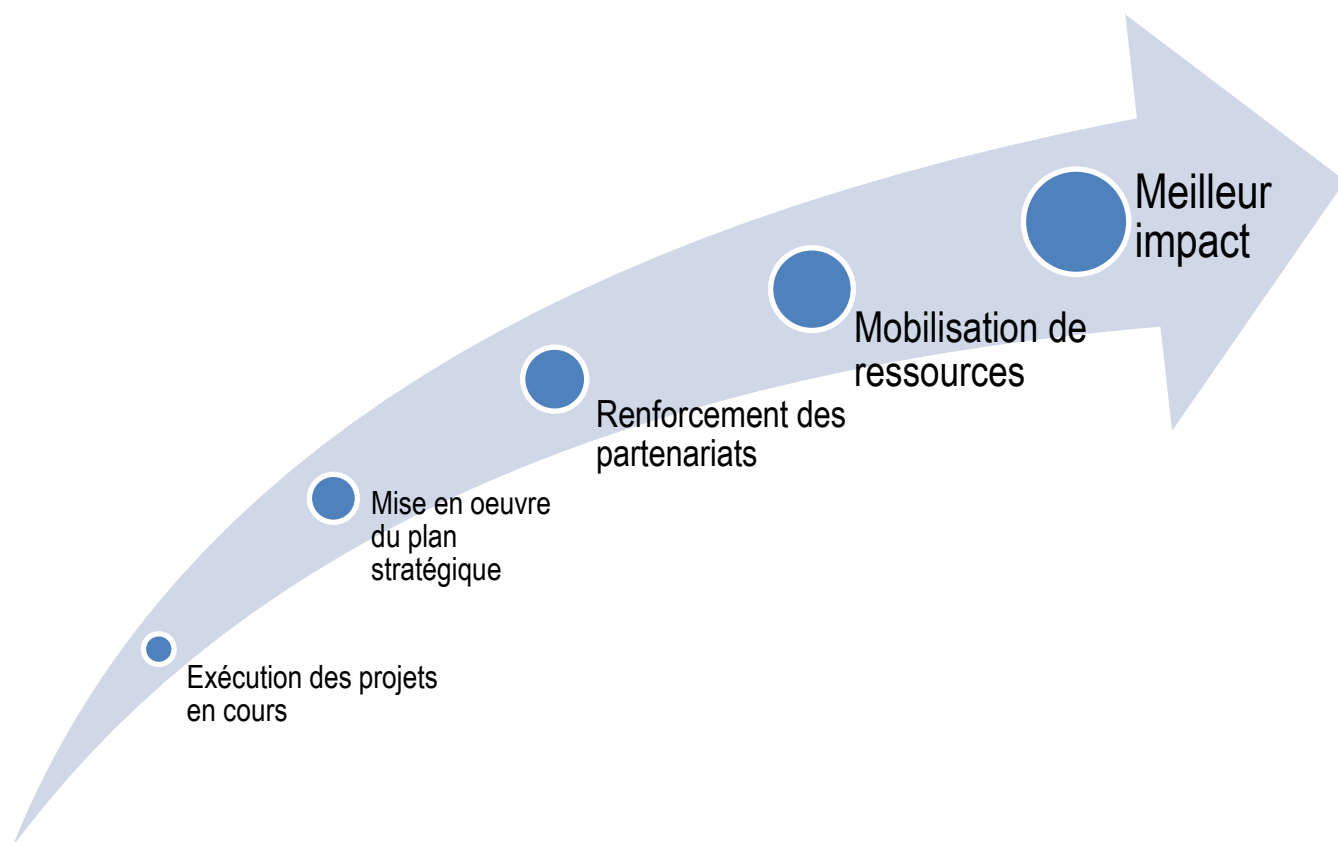 Meilleur
impact
Mobilisation de
ressources
Renforcement des
partenariats
Mise en oeuvre
du plan
stratégique
Exécution des projets
en cours